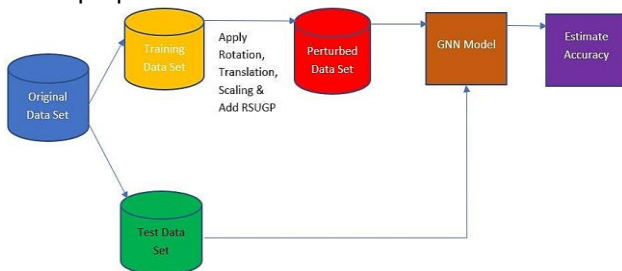 Training
Data Set
Apply
Rotation,
Translation,
Scaling &
Add RSUGP
Perturbed
Data Set
GNN Model
Estimate
Accuracy
Original
Data Set
Test Data
Set